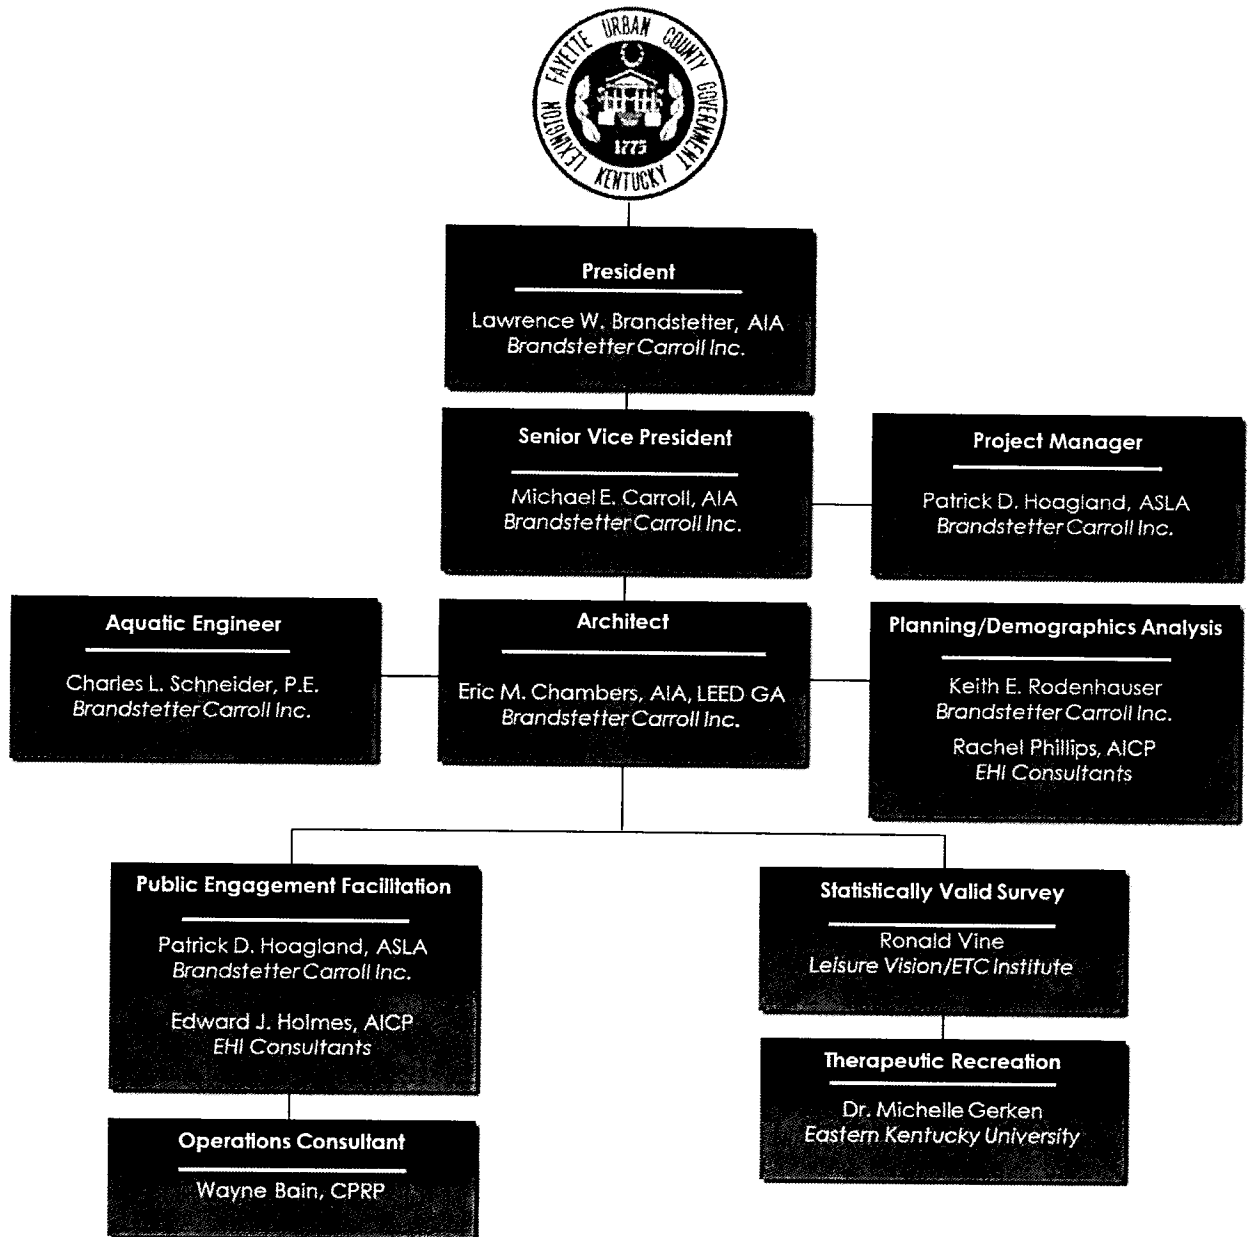 LEXINGTON FAYETTE URBAN COUNTY GOVERNMENT
KENTUCKY
1775
President
Lawrence W. Brandstetter, AIA
Brandstetter Carroll Inc.
Senior Vice President
Michael E. Carroll, AIA
Brandstetter Carroll Inc.
Project Manager
Patrick D. Hoagland, ASLA
Brandstetter Carroll Inc.
Aquatic Engineer
Charles L. Schneider, P.E.
Brandstetter Carroll Inc.
Architect
Eric M. Chambers, AIA, LEED GA
Brandstetter Carroll Inc.
Planning/Demographics Analysis
Keith E. Rodenhauser
Brandstetter Carroll Inc.
Rachel Phillips, AICP
EHI Consultants
Public Engagement Facilitation
Patrick D. Hoagland, ASLA
Brandstetter Carroll Inc.
Edward J. Holmes, AICP
EHI Consultants
Operations Consultant
Wayne Bain, CPRP
Statistically Valid Survey
Ronald Vine
Leisure Vision/ETC Institute
Therapeutic Recreation
Dr. Michelle Gerken
Eastern Kentucky University